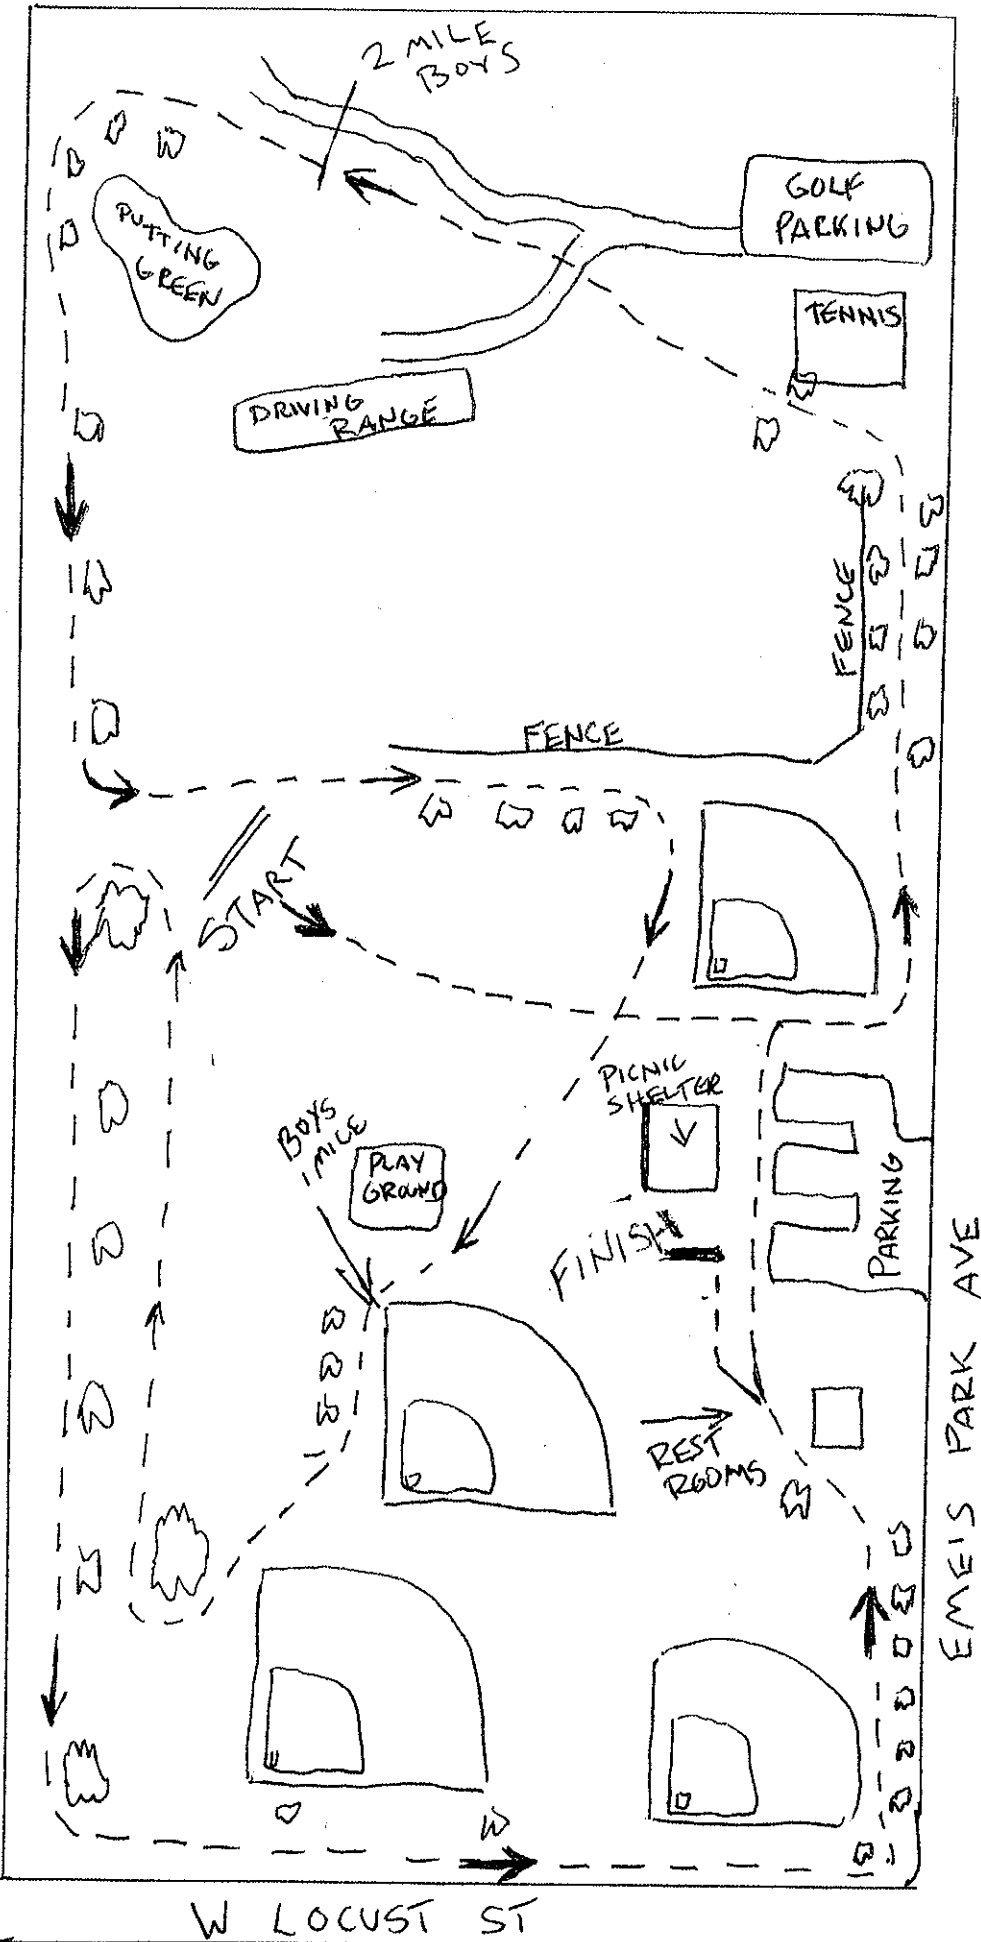 2 MILE
BOYS
GOLF
PARKING
PUTTING
GREEN
TENNIS
DRIVING
RANGE
FENCE
FENCE
START
PICNIC
SHELTER
BOYS
MILE
PLAY
GROUND
PARKING
FINISH
REST
ROOMS
EMEIS PARK AVE
W LOCUST ST